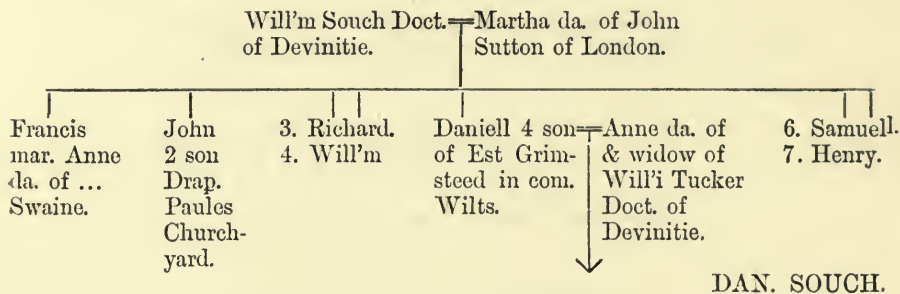 Will'm Souch Doct.
of Devinitie.
Martha da. of John
Sutton of London.
Francis
mar. Anne
da. of ...
Swaine.
John
2 son
Drap.
Paules
Church-
yard.
3. Richard.
4. Will'm
Daniell 4 son
of Est Grim-
steed in com.
Wilts.
Anne da. of
& widow of
Will'i Tucker
Doct. of
Devinitie.
6. Samuell.
7. Henry.
DAN. SOUCH.